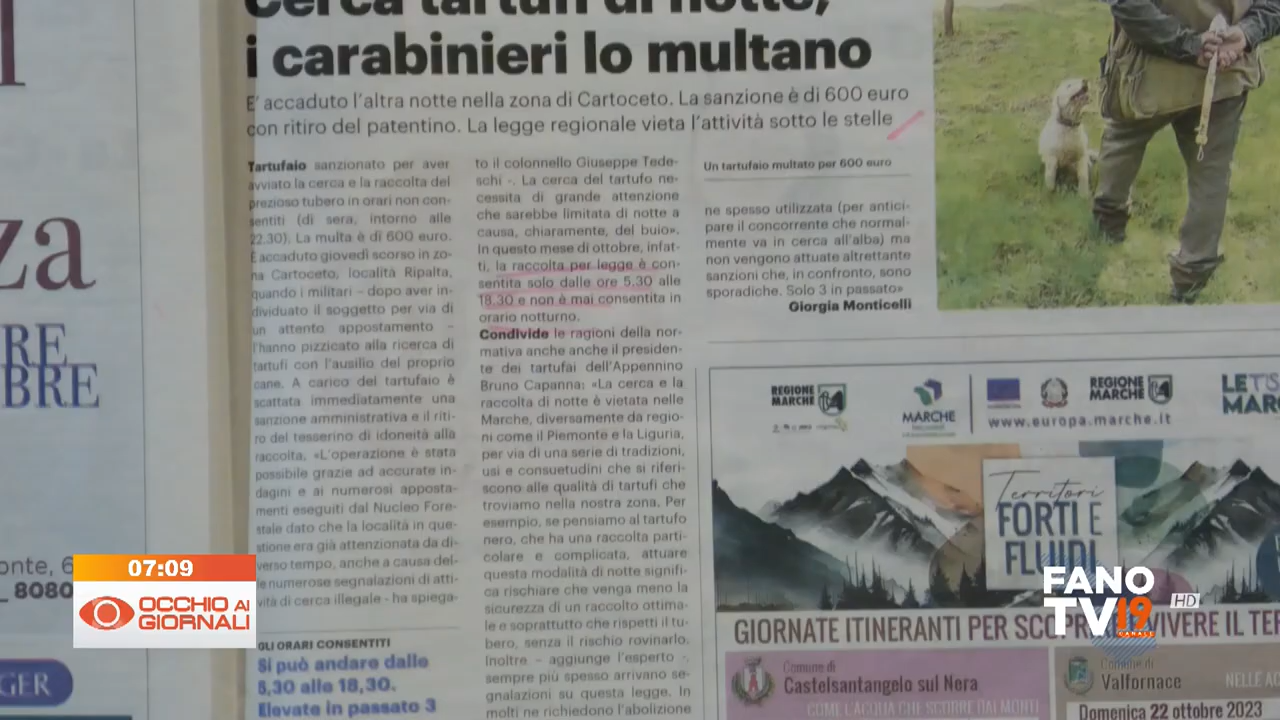 Cerca tartufi di notte,
i carabinieri lo multano
E' accaduto l'altra notte nella zona di Cartoceto. La sanzione è di 600 euro
con ritiro del patentino. La legge regionale vieta l'attività sotto le stelle
Tartufaio sanzionato per aver
avviato la cerca e la raccolta del
prezioso tubero in orari non con-
sentiti (di sera, intorno alle
22.30). La multa è di 600 euro.
È accaduto giovedì scorso in zo-
na Cartoceto, località Ripalta,
quando i militari – dopo aver in-
dividuato il soggetto per via di
un attento appostamento –
l'hanno pizzicato alla ricerca di
tartufi con l'ausilio del proprio
cane. A carico del tartufaio è
scattata immediatamente una
sanzione amministrativa e il riti-
ro del tesserino di idoneità alla
raccolta. «L'operazione è stata
possibile grazie ad accurate in-
dagini e ai numerosi apposta-
menti eseguiti dal Nucleo Fore-
stale dato che la località in que-
stione era già attenzionata da di-
verso tempo, anche a causa del-
le numerose segnalazioni di atti-
vità di cerca illegale - ha spiega-
GLI ORARI CONSENTITI
Si può andare dalle
5,30 alle 18,30.
Elevate in passato 3
to il colonnello Giuseppe Tede-
schi -. La cerca del tartufo ne-
cessita di grande attenzione
che sarebbe limitata di notte a
causa, chiaramente, del buio».
In questo mese di ottobre, infat-
ti, la raccolta per legge è con-
sentita solo dalle ore 5.30 alle
18.30 e non è mai consentita in
orario notturno.
Condivide le ragioni della nor-
mativa anche anche il presiden-
te dei tartufai dell'Appennino
Bruno Capanna: «La cerca e la
raccolta di notte è vietata nelle
Marche, diversamente da regio-
ni come il Piemonte e la Liguria,
per via di una serie di tradizioni,
usi e consuetudini che si riferi-
scono alle qualità di tartufi che
troviamo nella nostra zona. Per
esempio, se pensiamo al tartufo
nero, che ha una raccolta parti-
colare e complicata, attuare
questa modalità di notte signifi-
ca rischiare che venga meno la
sicurezza di un raccolto ottima-
le e soprattutto che rispetti il tu-
bero, senza il rischio rovinarlo.
Inoltre – aggiunge l'esperto -,
sempre più spesso arrivano se-
gnalazioni su questa legge. In
molti ne richiedono l'abolizione
Un tartufaio multato per 600 euro
ne spesso utilizzata (per antici-
pare il concorrente che normal-
mente va in cerca all'alba) ma
non vengono attuate altrettante
sanzioni che, in confronto, sono
sporadiche. Solo 3 in passato»
Giorgia Monticelli
REGIONE
MARCHE
MARCHE
REGIONE
MARCHE
LET'S
MARC
www.europa.marche.it
Territori
FORTI E
FLUIDI
GIORNATE ITINERANTI PER SCOPRIRE E VIVERE IL TER
Comune di
Castelsantangelo sul Nera
COME L'ACQUA CHE SCORRE DAI MONTI
Comune di
Valfornace
NELLE AC
Domenica 22 ottobre 2023
za
RE
BRE
onte, 6
8080
GER
07:09
OCCHIO AI
GIORNALI
FANO
TV19
CANALE
HD